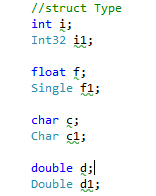 //struct Type
int i;
Int32 i1;
float f;
Single f1;
char c;
Char c1;
double d;
Double d1;